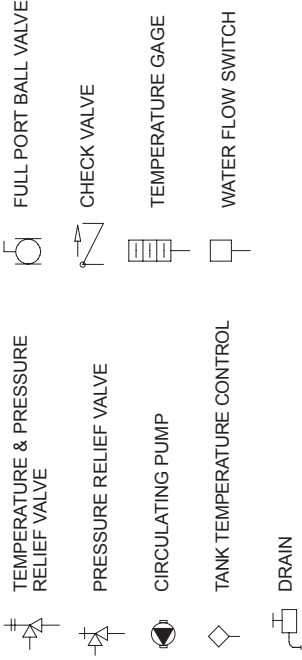 TEMPERATURE & PRESSURE
RELIEF VALVE
PRESSURE RELIEF VALVE
CIRCULATING PUMP
TANK TEMPERATURE CONTROL
DRAIN
FULL PORT BALL VALVE
CHECK VALVE
TEMPERATURE GAGE
WATER FLOW SWITCH